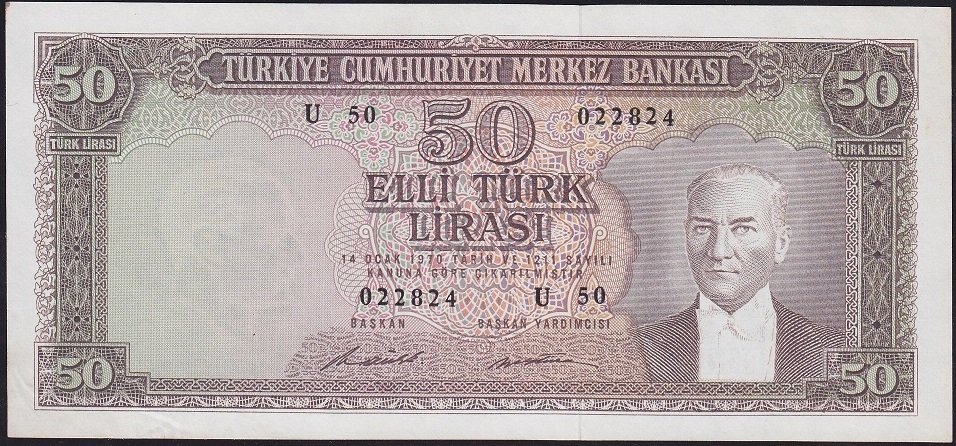 50 TÜRKİYE CUMHURİYET MERKEZ BANKASI 50
U 50 50 022824
TÜRK LİRASI TÜRK LİRASI
ELLİ TÜRK
LİRASI
14 OCAK 1970 TARİH VE 1211 SAYILI
KANUNA GÖRE ÇIKARILMIŞTIR
022824 U 50
BAŞKAN BAŞKAN YARDIMCISI
50 50